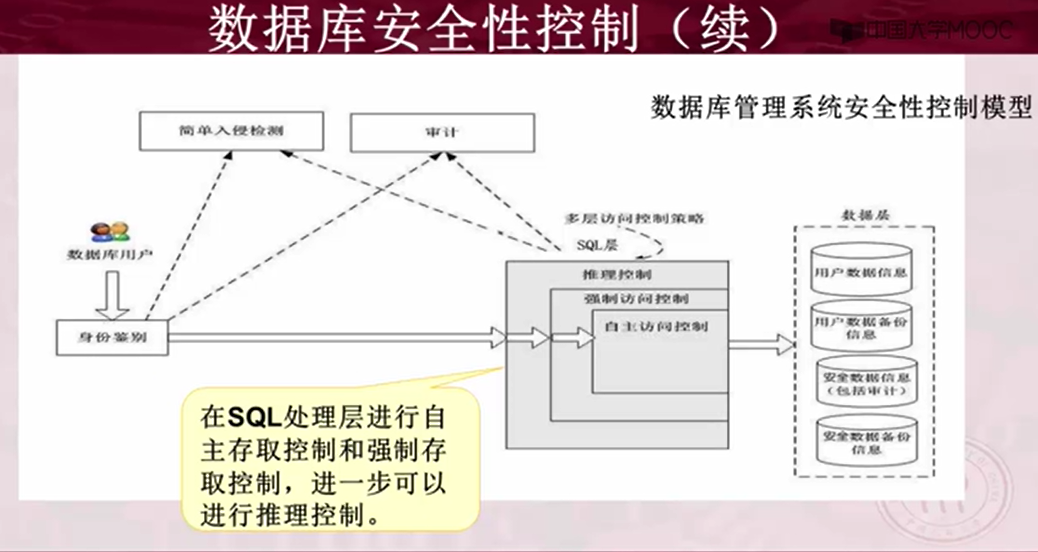 数据库安全性控制（续）
中国大学MOOC
数据库管理系统安全性控制模型
简单入侵检测
审计
多层访问控制策略
数据层
SQL层
数据库用户
推理控制
用户数据信息
强制访问控制
自主访问控制
用户数据备份
信息
身份鉴别
安全数据信息
（包括审计）
安全数据备份
信息
在SQL处理层进行自
主存取控制和强制存
取控制，进一步可以
进行推理控制。